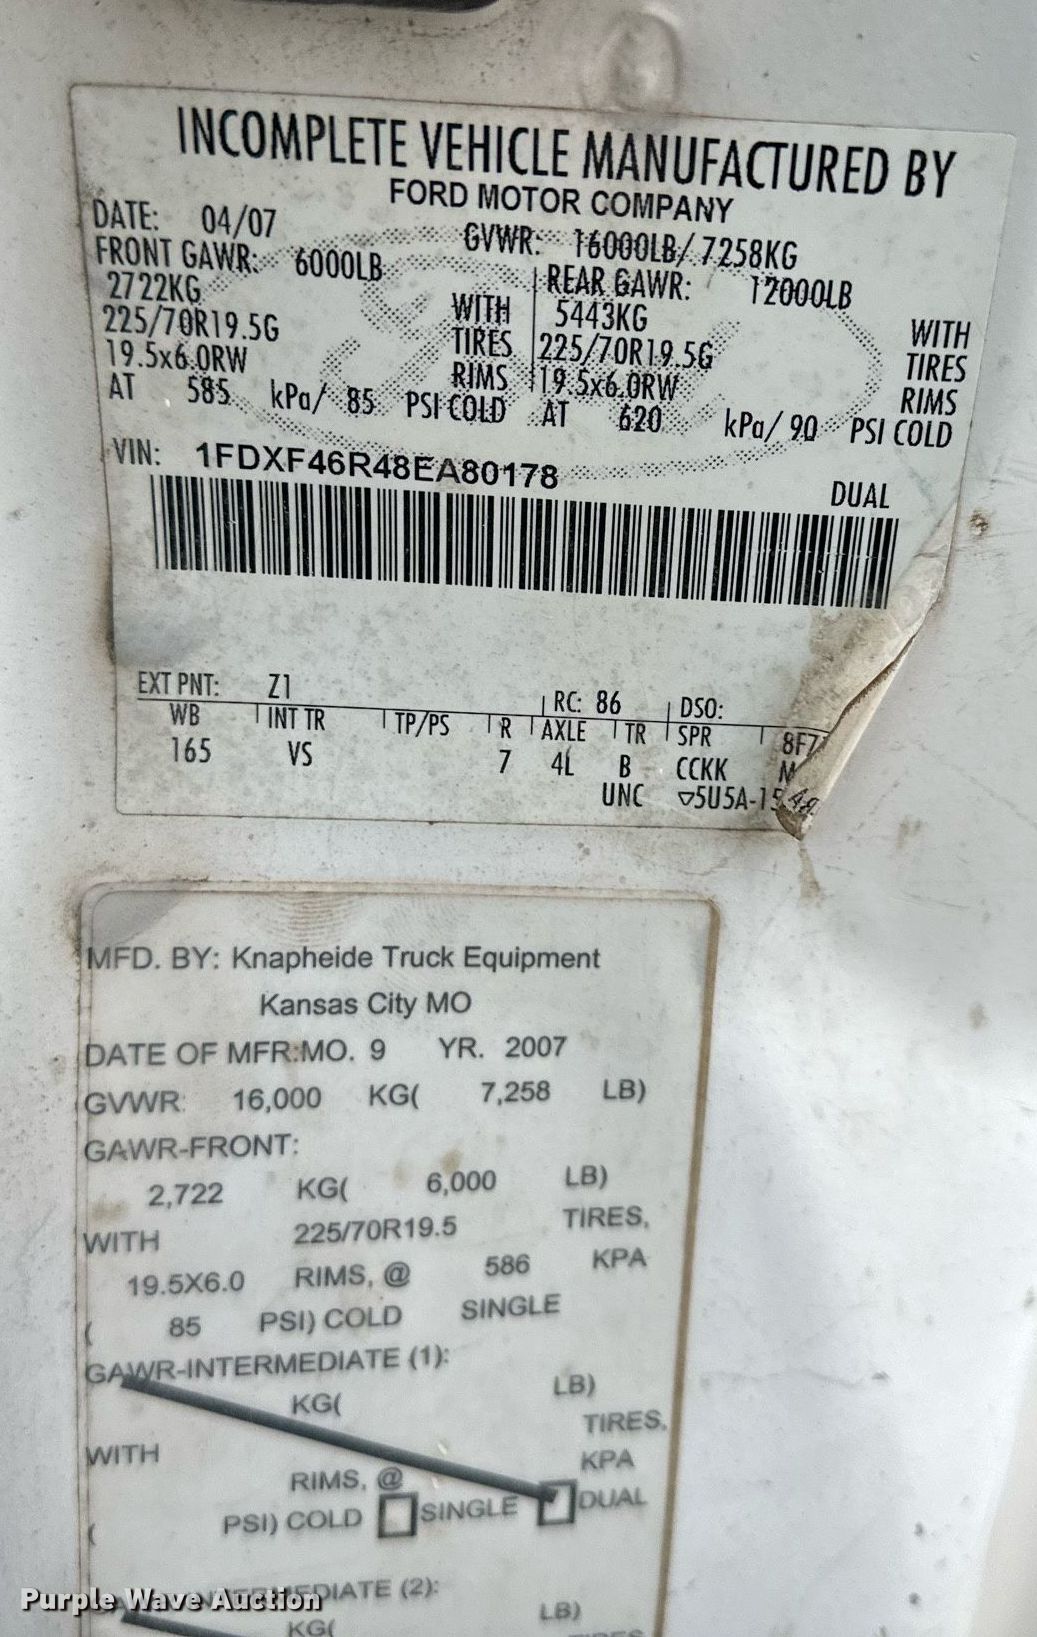 INCOMPLETE VEHICLE MANUFACTURED BY
FORD MOTOR COMPANY
DATE: 04/07 GVWR: 16000LB/ 7258KG
FRONT GAWR: 6000LB REAR GAWR: 12000LB
2722KG WITH 5443KG WITH
225/70R19.5G TIRES 225/70R19.5G TIRES
19.5x6.0RW RIMS 19.5x6.0RW RIMS
AT 585 kPa/ 85 PSI COLD AT 620 kPa/ 90 PSI COLD
VIN: 1FDXF46R48EA80178
DUAL
EXT PNT: Z1 RC: 86 DSO:
WB INT TR TP/PS R AXLE TR SPR 8F7
165 VS 7 4L B CCKK
UNC ▽5U5A-15
MFD. BY: Knapheide Truck Equipment
Kansas City MO
DATE OF MFR:MO. 9 YR. 2007
GVWR: 16,000 KG( 7,258 LB)
GAWR-FRONT:
2,722 KG( 6,000 LB)
WITH 225/70R19.5 TIRES,
19.5X6.0 RIMS, @ 586 KPA
( 85 PSI) COLD SINGLE
GAWR-INTERMEDIATE (1):
KG( LB)
WITH TIRES,
RIMS, @ KPA
( PSI) COLD SINGLE DUAL
INTERMEDIATE (2):
KG( LB)
TIRES
Purple Wave Auction